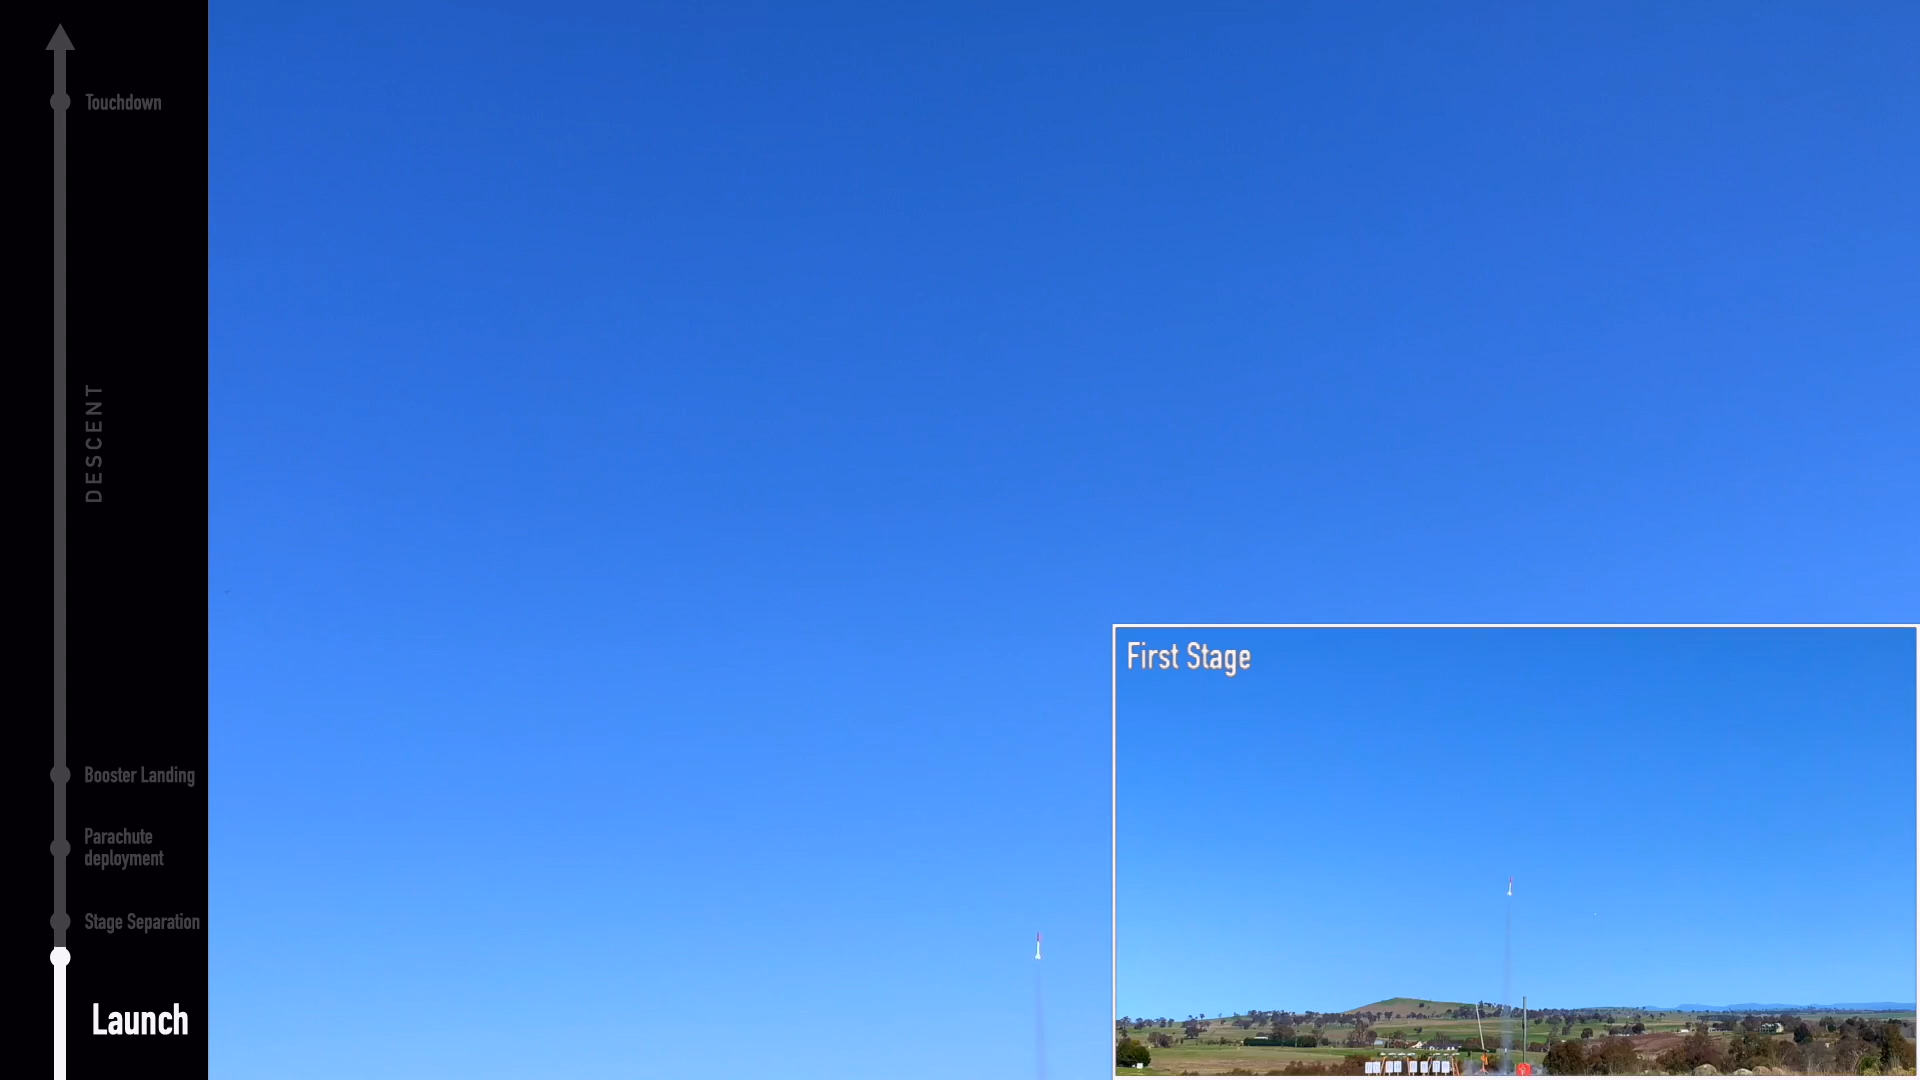 Touchdown
DESCENT
Booster Landing
Parachute
deployment
Stage Separation
Launch
First Stage